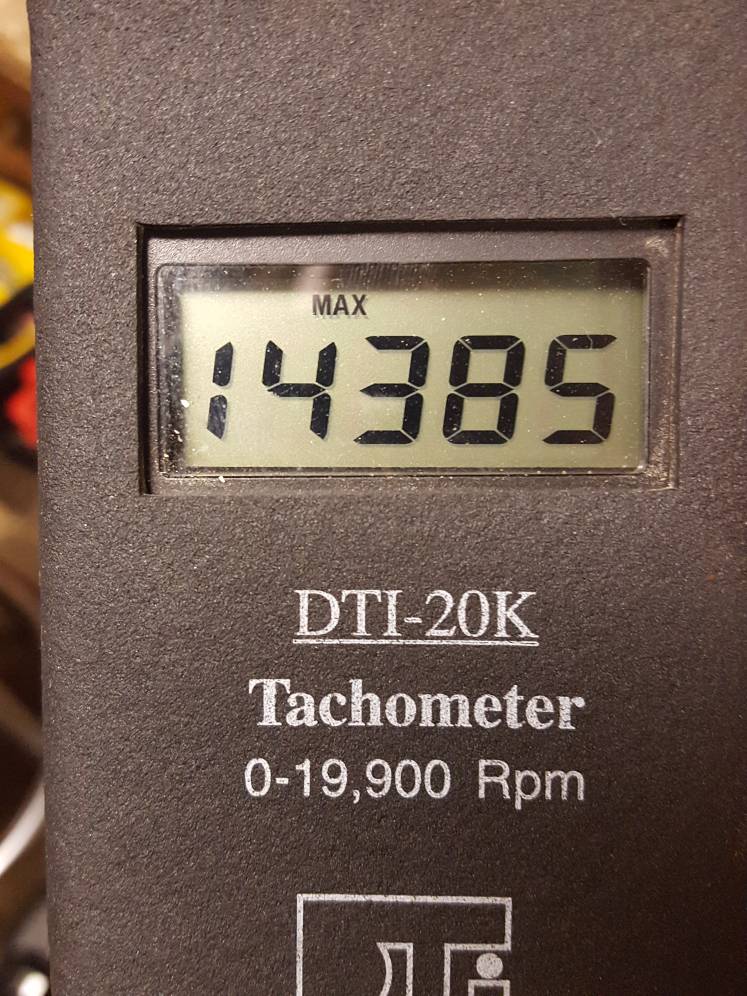 MAX
14385
DTI-20K
Tachometer
0-19,900 Rpm